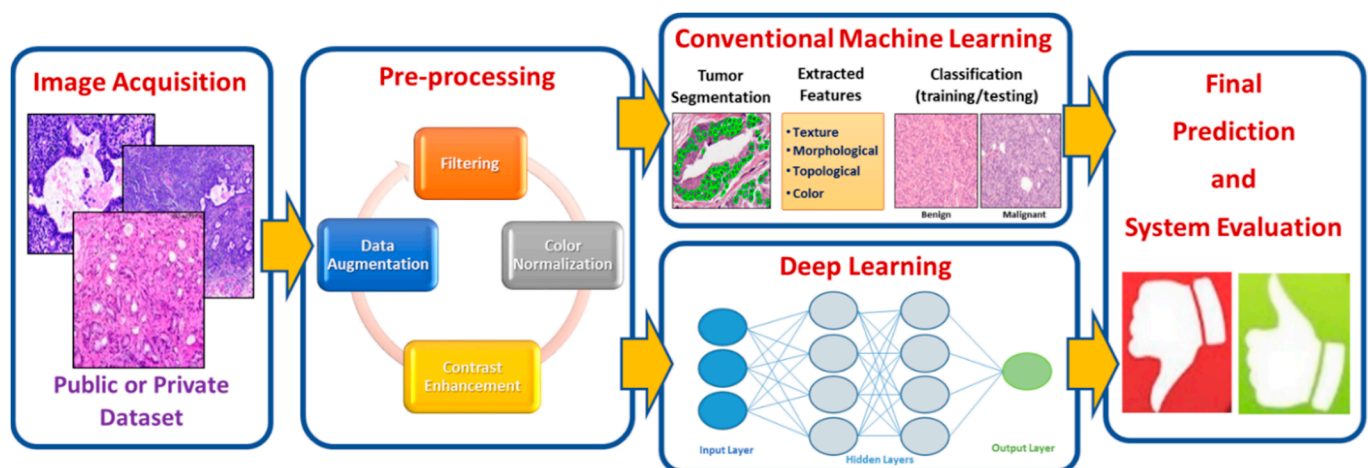 Image Acquisition
Public or Private
Dataset
Pre-processing
Filtering
Color
Normalization
Contrast
Enhancement
Data
Augmentation
Conventional Machine Learning
Tumor
Segmentation
Extracted
Features
• Texture
• Morphological
• Topological
• Color
Classification
(training/testing)
Benign
Malignant
Deep Learning
Input Layer
Hidden Layers
Output Layer
Final
Prediction
and
System Evaluation